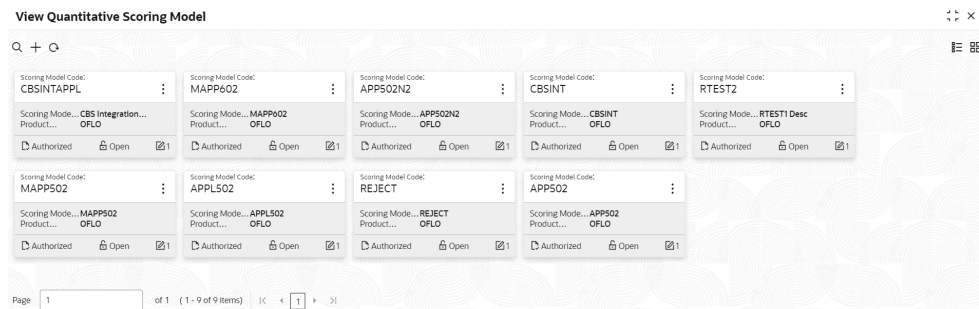 View Quantitative Scoring Model
Scoring Model Code:
CBSINTAPPL
Scoring Mode... CBS Integration...
Product... OFLO
Authorized Open 1
Scoring Model Code:
MAPP602
Scoring Mode... MAPP602
Product... OFLO
Authorized Open 1
Scoring Model Code:
APP502N2
Scoring Mode... APP502N2
Product... OFLO
Authorized Open 1
Scoring Model Code:
CBSINT
Scoring Mode... CBSINT
Product... OFLO
Authorized Open 1
Scoring Model Code:
RTEST2
Scoring Mode... RTEST1 Desc
Product... OFLO
Authorized Open 1
Scoring Model Code:
MAPP502
Scoring Mode... MAPP502
Product... OFLO
Authorized Open 1
Scoring Model Code:
APPL502
Scoring Mode... APPL502
Product... OFLO
Authorized Open 1
Scoring Model Code:
REJECT
Scoring Mode... REJECT
Product... OFLO
Authorized Open 1
Scoring Model Code:
APP502
Scoring Mode... APP502
Product... OFLO
Authorized Open 1
Page 1 of 1 ( 1 - 9 of 9 items) 1